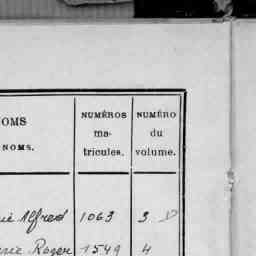 OMS NUMÉROS NUMÉRO
ma- du
NOMS. tricules. volume.
Alfred 1063 3
Roger 1549 4